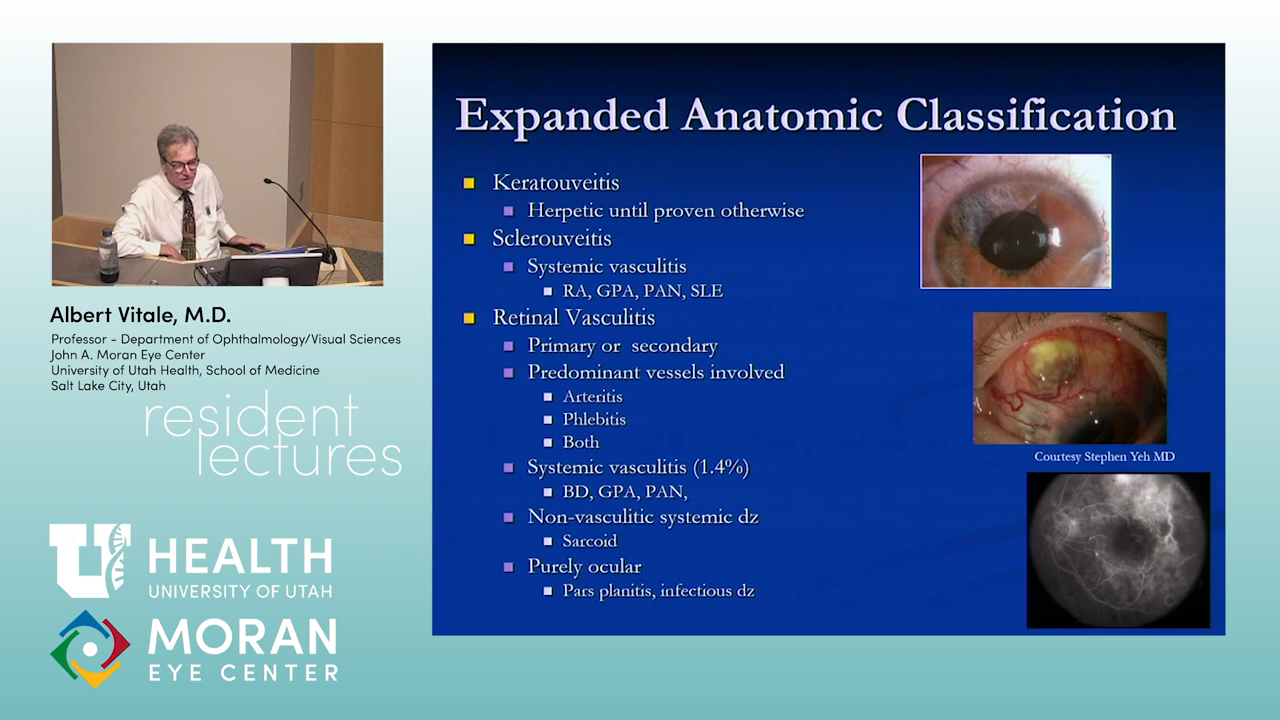 Albert Vitale, M.D.
Professor - Department of Ophthalmology/Visual Sciences
John A. Moran Eye Center
University of Utah Health, School of Medicine
Salt Lake City, Utah
resident
lectures
U
HEALTH
UNIVERSITY OF UTAH
MORAN
EYE CENTER
Expanded Anatomic Classification
Keratouveitis
Herpetic until proven otherwise
Sclerouveitis
Systemic vasculitis
RA, GPA, PAN, SLE
Retinal Vasculitis
Primary or secondary
Predominant vessels involved
Arteritis
Phlebitis
Both
Systemic vasculitis (1.4%)
BD, GPA, PAN,
Non-vasculitic systemic dz
Sarcoid
Purely ocular
Pars planitis, infectious dz
Courtesy Stephen Yeh MD